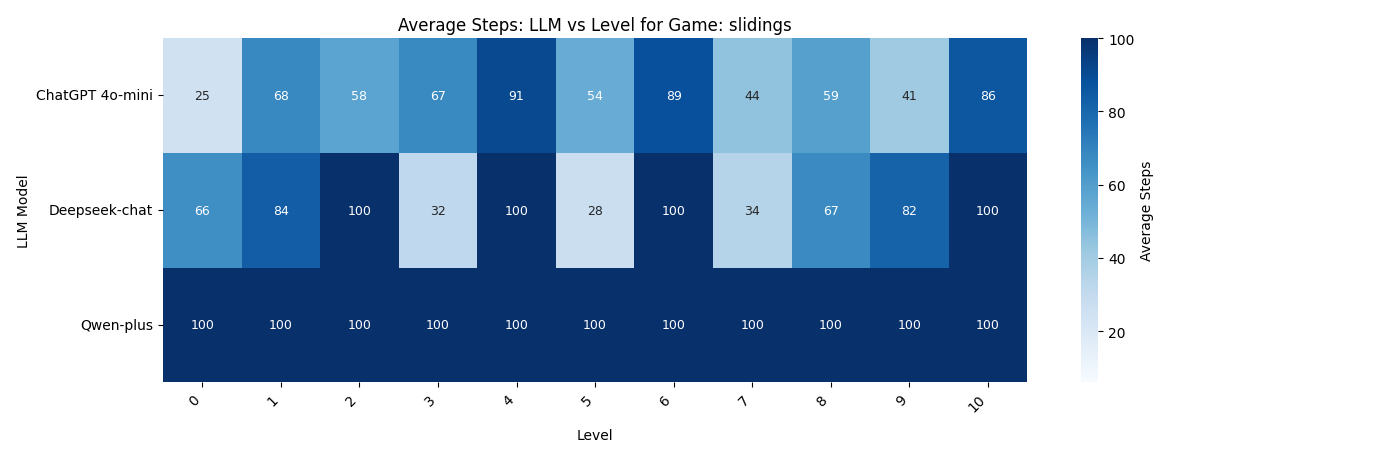 Average Steps: LLM vs Level for Game: slidings
LLM Model
ChatGPT 4o-mini 25 68 58 67 91 54 89 44 59 41 86
Deepseek-chat 66 84 100 32 100 28 100 34 67 82 100
Qwen-plus 100 100 100 100 100 100 100 100 100 100 100
0 1 2 3 4 5 6 7 8 9 10
Level
100
80
60
40
20
Average Steps